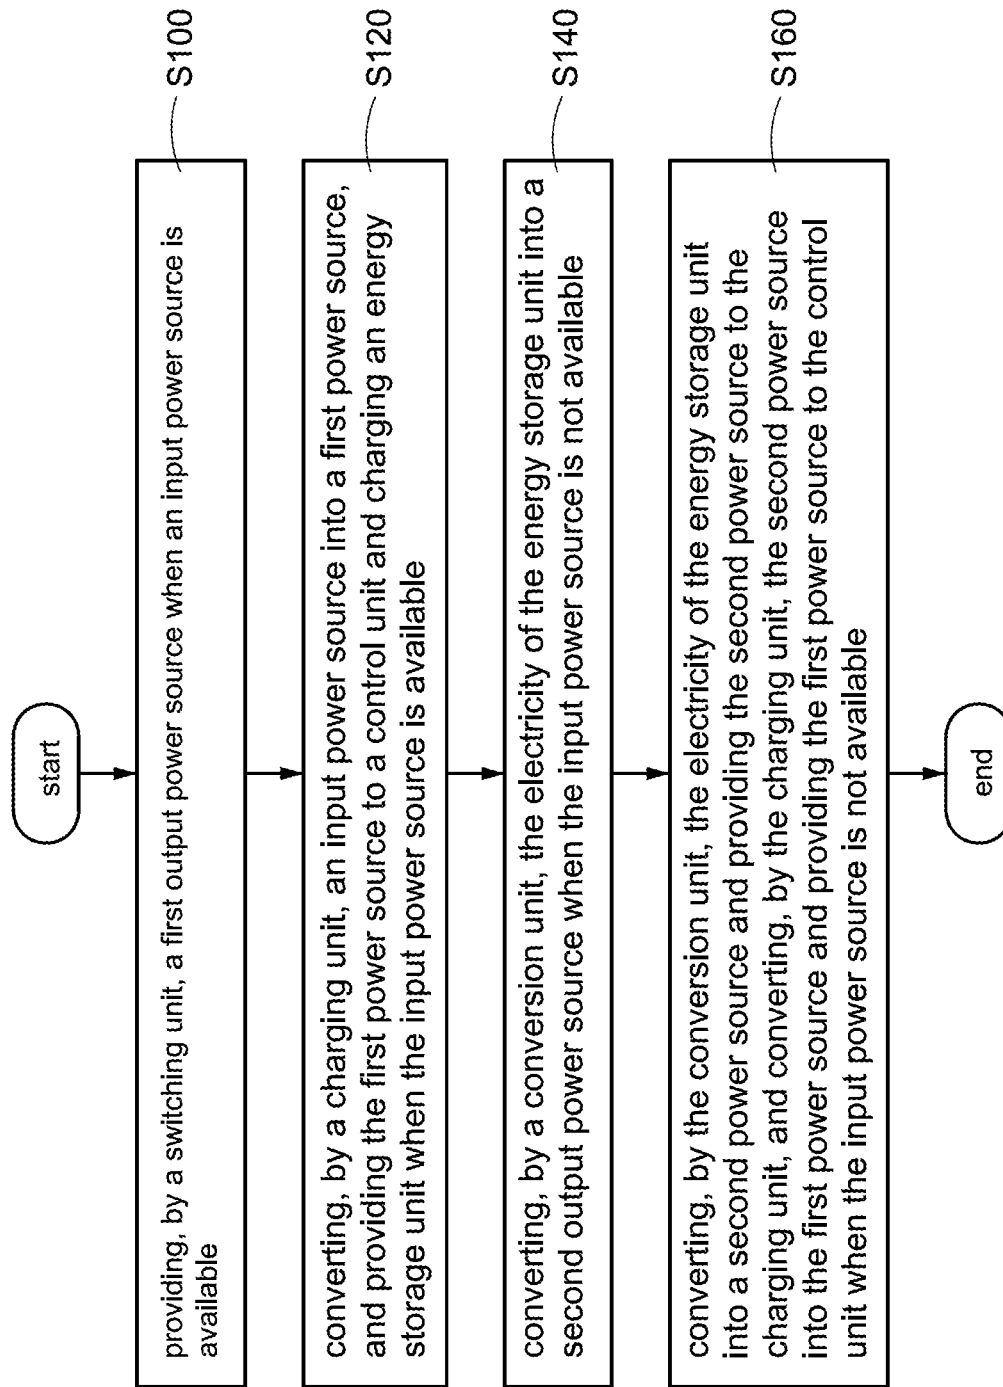 start
providing, by a switching unit, a first output power source when an input power source is
available
S100
converting, by a charging unit, an input power source into a first power source,
and providing the first power source to a control unit and charging an energy
storage unit when the input power source is available
S120
converting, by a conversion unit, the electricity of the energy storage unit into a
second output power source when the input power source is not available
S140
converting, by the conversion unit, the electricity of the energy storage unit
into a second power source and providing the second power source to the
charging unit, and converting, by the charging unit, the second power source
into the first power source and providing the first power source to the control
unit when the input power source is not available
S160
end